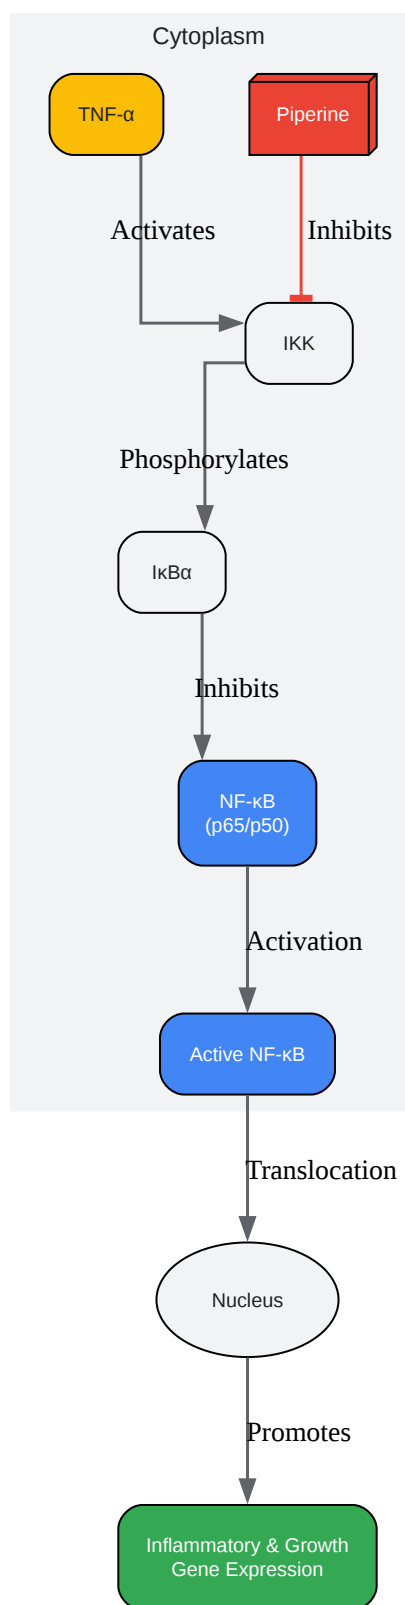 Cytoplasm
TNF-α
Piperine
Activates
Inhibits
IKK
Phosphorylates
IκBα
Inhibits
NF-κB
(p65/p50)
Activation
Active NF-κB
Translocation
Nucleus
Promotes
Inflammatory & Growth
Gene Expression